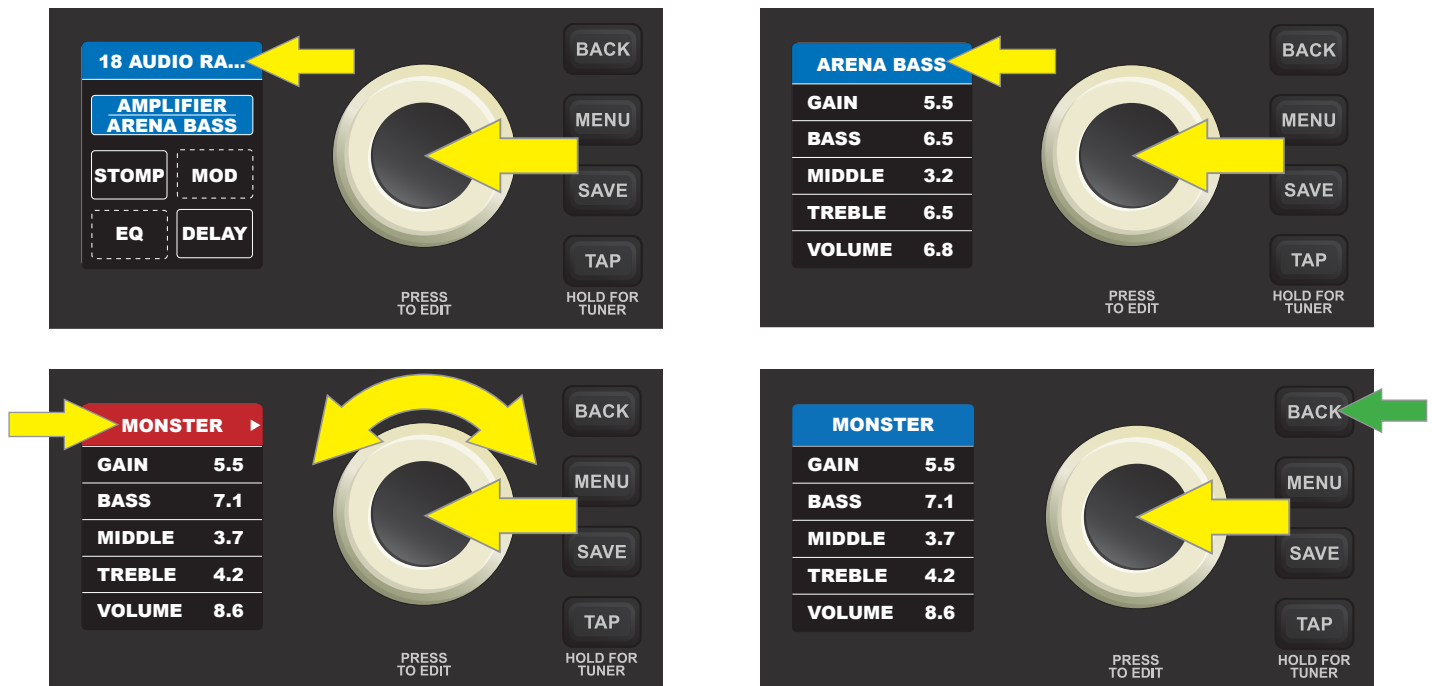 18 AUDIO RA...
AMPLIFIER
ARENA BASS
STOMP
MOD
EQ
DELAY
BACK
MENU
SAVE
TAP
PRESS
TO EDIT
HOLD FOR
TUNER
ARENA BASS
GAIN 5.5
BASS 6.5
MIDDLE 3.2
TREBLE 6.5
VOLUME 6.8
BACK
MENU
SAVE
TAP
PRESS
TO EDIT
HOLD FOR
TUNER
MONSTER
GAIN 5.5
BASS 7.1
MIDDLE 3.7
TREBLE 4.2
VOLUME 8.6
BACK
MENU
SAVE
TAP
PRESS
TO EDIT
HOLD FOR
TUNER
MONSTER
GAIN 5.5
BASS 7.1
MIDDLE 3.7
TREBLE 4.2
VOLUME 8.6
BACK
MENU
SAVE
TAP
PRESS
TO EDIT
HOLD FOR
TUNER